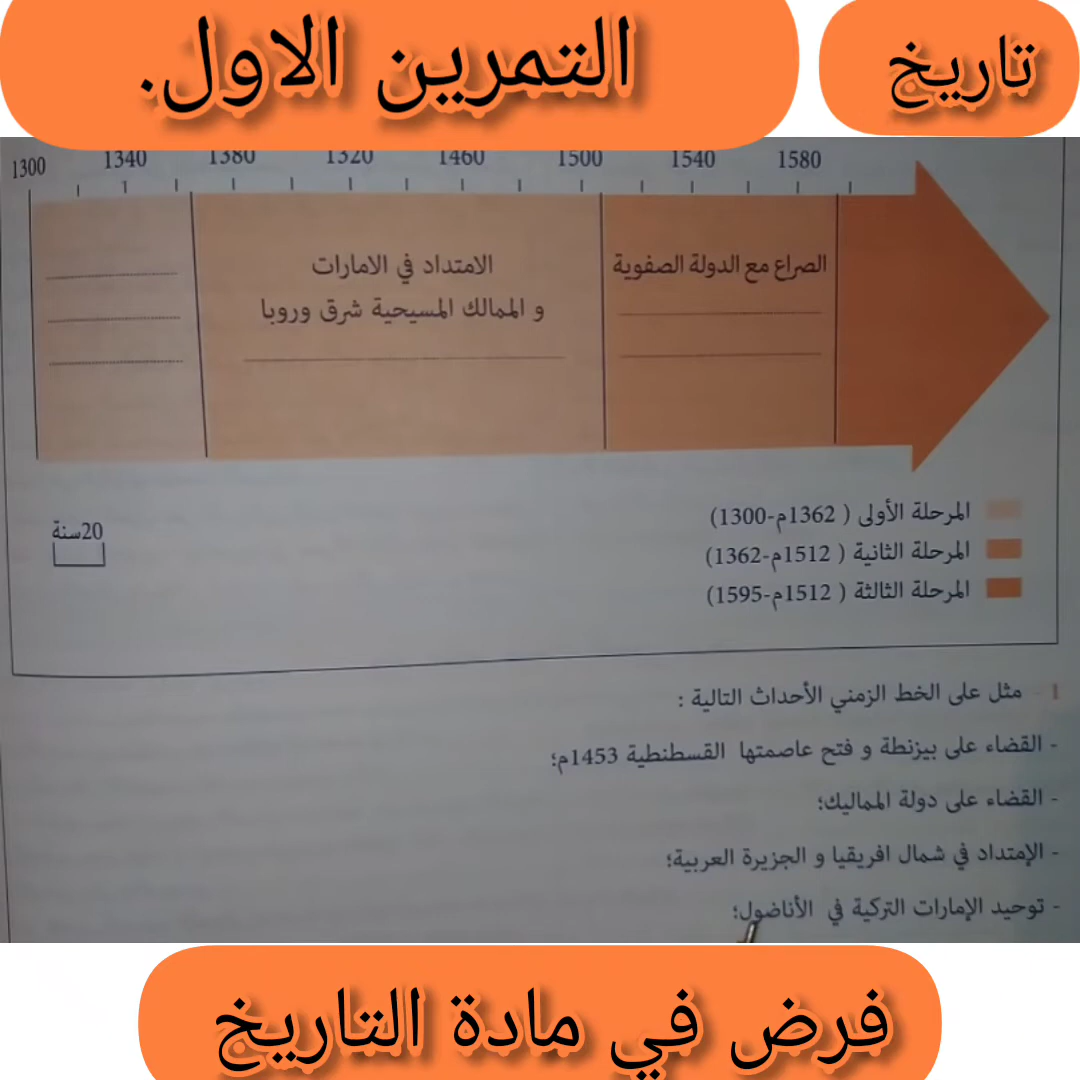 تاريخ
التمرين الاول.
1300 1340 1380 1320 1460 1500 1540 1580
الصراع مع الدولة الصفوية
الامتداد في الامارات
و الممالك المسيحية شرق وروبا
المرحلة الأولى ( 1362م-1300)
المرحلة الثانية ( 1512م-1362)
المرحلة الثالثة ( 1512م-1595)
20سنة
1 - مثل على الخط الزمني الأحداث التالية :
- القضاء على بيزنطة و فتح عاصمتها القسطنطية 1453م؛
- القضاء على دولة المماليك؛
- الإمتداد في شمال افريقيا و الجزيرة العربية؛
- توحيد الإمارات التركية في الأناضول؛
فرض في مادة التاريخ